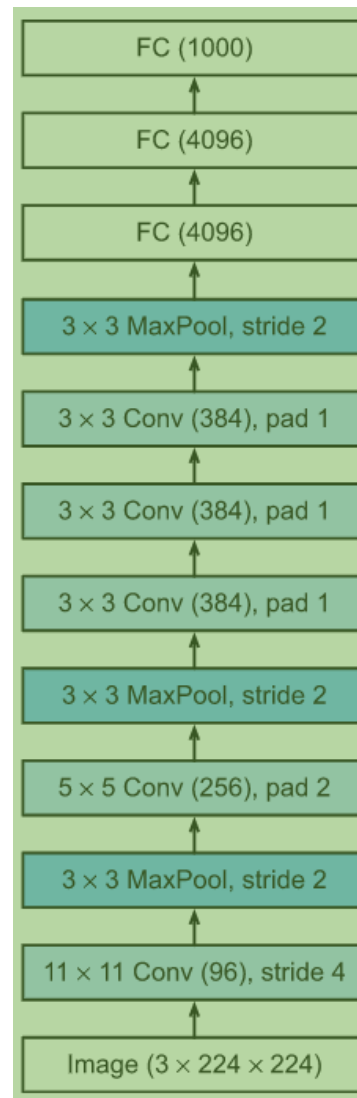 FC (1000)
FC (4096)
FC (4096)
3 × 3 MaxPool, stride 2
3 × 3 Conv (384), pad 1
3 × 3 Conv (384), pad 1
3 × 3 Conv (384), pad 1
3 × 3 MaxPool, stride 2
5 × 5 Conv (256), pad 2
3 × 3 MaxPool, stride 2
11 × 11 Conv (96), stride 4
Image (3 × 224 × 224)